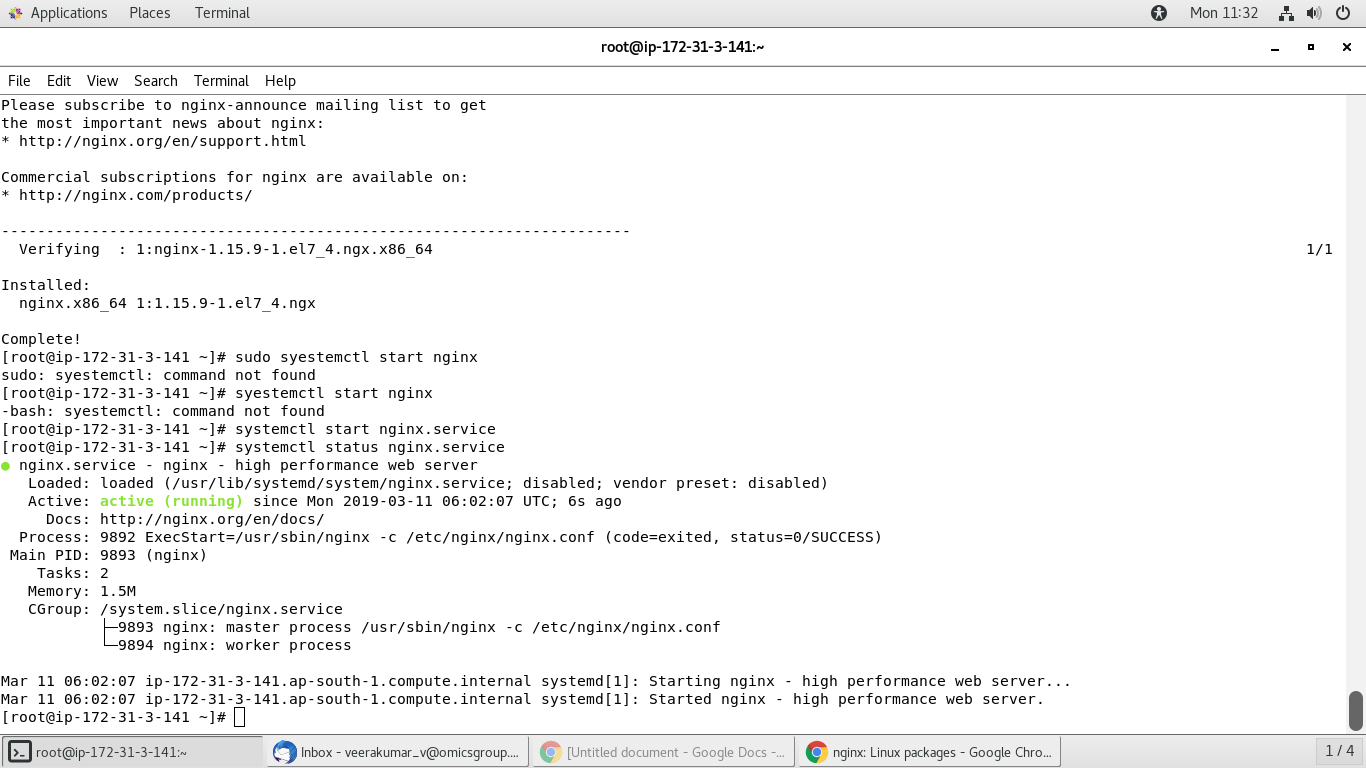 Applications Places Terminal Mon 11:32
root@ip-172-31-3-141:~
File Edit View Search Terminal Help
Please subscribe to nginx-announce mailing list to get
the most important news about nginx:
* http://nginx.org/en/support.html
Commercial subscriptions for nginx are available on:
* http://nginx.com/products/
----------------------------------------------------------------------
  Verifying  : 1:nginx-1.15.9-1.el7_4.ngx.x86_64 1/1
Installed:
  nginx.x86_64 1:1.15.9-1.el7_4.ngx
Complete!
[root@ip-172-31-3-141 ~]# sudo syestemctl start nginx
sudo: syestemctl: command not found
[root@ip-172-31-3-141 ~]# syestemctl start nginx
-bash: syestemctl: command not found
[root@ip-172-31-3-141 ~]# systemctl start nginx.service
[root@ip-172-31-3-141 ~]# systemctl status nginx.service
● nginx.service - nginx - high performance web server
   Loaded: loaded (/usr/lib/systemd/system/nginx.service; disabled; vendor preset: disabled)
   Active: active (running) since Mon 2019-03-11 06:02:07 UTC; 6s ago
     Docs: http://nginx.org/en/docs/
  Process: 9892 ExecStart=/usr/sbin/nginx -c /etc/nginx/nginx.conf (code=exited, status=0/SUCCESS)
 Main PID: 9893 (nginx)
    Tasks: 2
   Memory: 1.5M
   CGroup: /system.slice/nginx.service
           ├─9893 nginx: master process /usr/sbin/nginx -c /etc/nginx/nginx.conf
           └─9894 nginx: worker process
Mar 11 06:02:07 ip-172-31-3-141.ap-south-1.compute.internal systemd[1]: Starting nginx - high performance web server...
Mar 11 06:02:07 ip-172-31-3-141.ap-south-1.compute.internal systemd[1]: Started nginx - high performance web server.
[root@ip-172-31-3-141 ~]#
root@ip-172-31-3-141:~ Inbox - veerakumar_v@omicsgroup.... [Untitled document - Google Docs -... nginx: Linux packages - Google Chro... 1 / 4